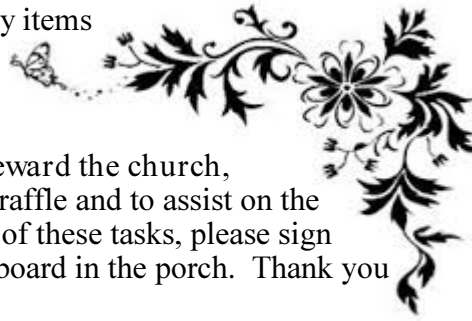 y items
eward the church,
raffle and to assist on the
of these tasks, please sign
board in the porch.  Thank you